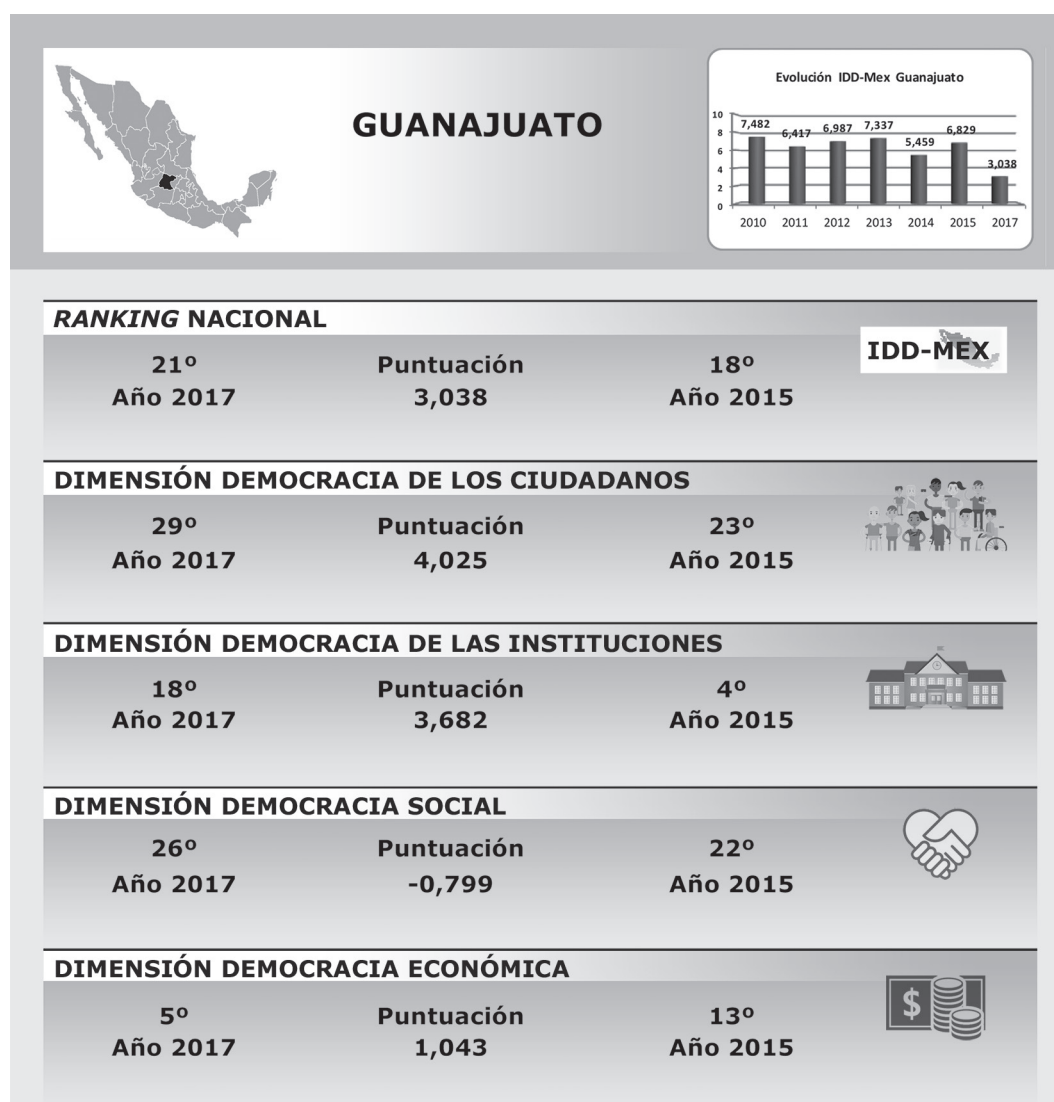 GUANAJUATO
Evolución IDD-Mex Guanajuato
10
8
6
4
2
0
7,482
6,417
6,987
7,337
5,459
6,829
3,038
2010 2011 2012 2013 2014 2015 2017
RANKING NACIONAL
IDD-MEX
21º Puntuación 18º
Año 2017 3,038 Año 2015
DIMENSIÓN DEMOCRACIA DE LOS CIUDADANOS
29º Puntuación 23º
Año 2017 4,025 Año 2015
DIMENSIÓN DEMOCRACIA DE LAS INSTITUCIONES
18º Puntuación 4º
Año 2017 3,682 Año 2015
DIMENSIÓN DEMOCRACIA SOCIAL
26º Puntuación 22º
Año 2017 -0,799 Año 2015
DIMENSIÓN DEMOCRACIA ECONÓMICA
$
5º Puntuación 13º
Año 2017 1,043 Año 2015